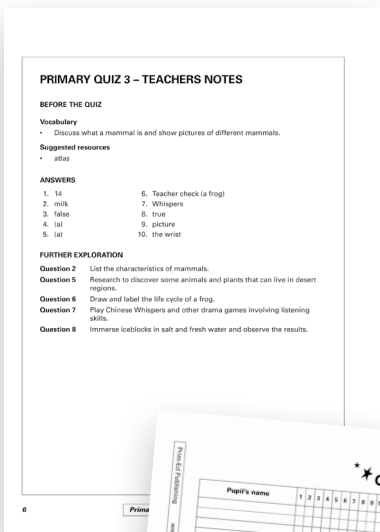 PRIMARY QUIZ 3 – TEACHERS NOTES
BEFORE THE QUIZ
Vocabulary
• Discuss what a mammal is and show pictures of different mammals.
Suggested resources
• atlas
ANSWERS
1. 14
2. milk
3. false
4. (a)
5. (a)
6. Teacher check (a frog)
7. Whispers
8. true
9. picture
10. the wrist
FURTHER EXPLORATION
Question 2 List the characteristics of mammals.
Question 5 Research to discover some animals and plants that can live in desert
regions.
Question 6 Draw and label the life cycle of a frog.
Question 7 Play Chinese Whispers and other drama games involving listening
skills.
Question 8 Immerse iceblocks in salt and fresh water and observe the results.
6
Prim-Ed Publishing
Pupil's name 1 2 3 4 5 6 7 8 9